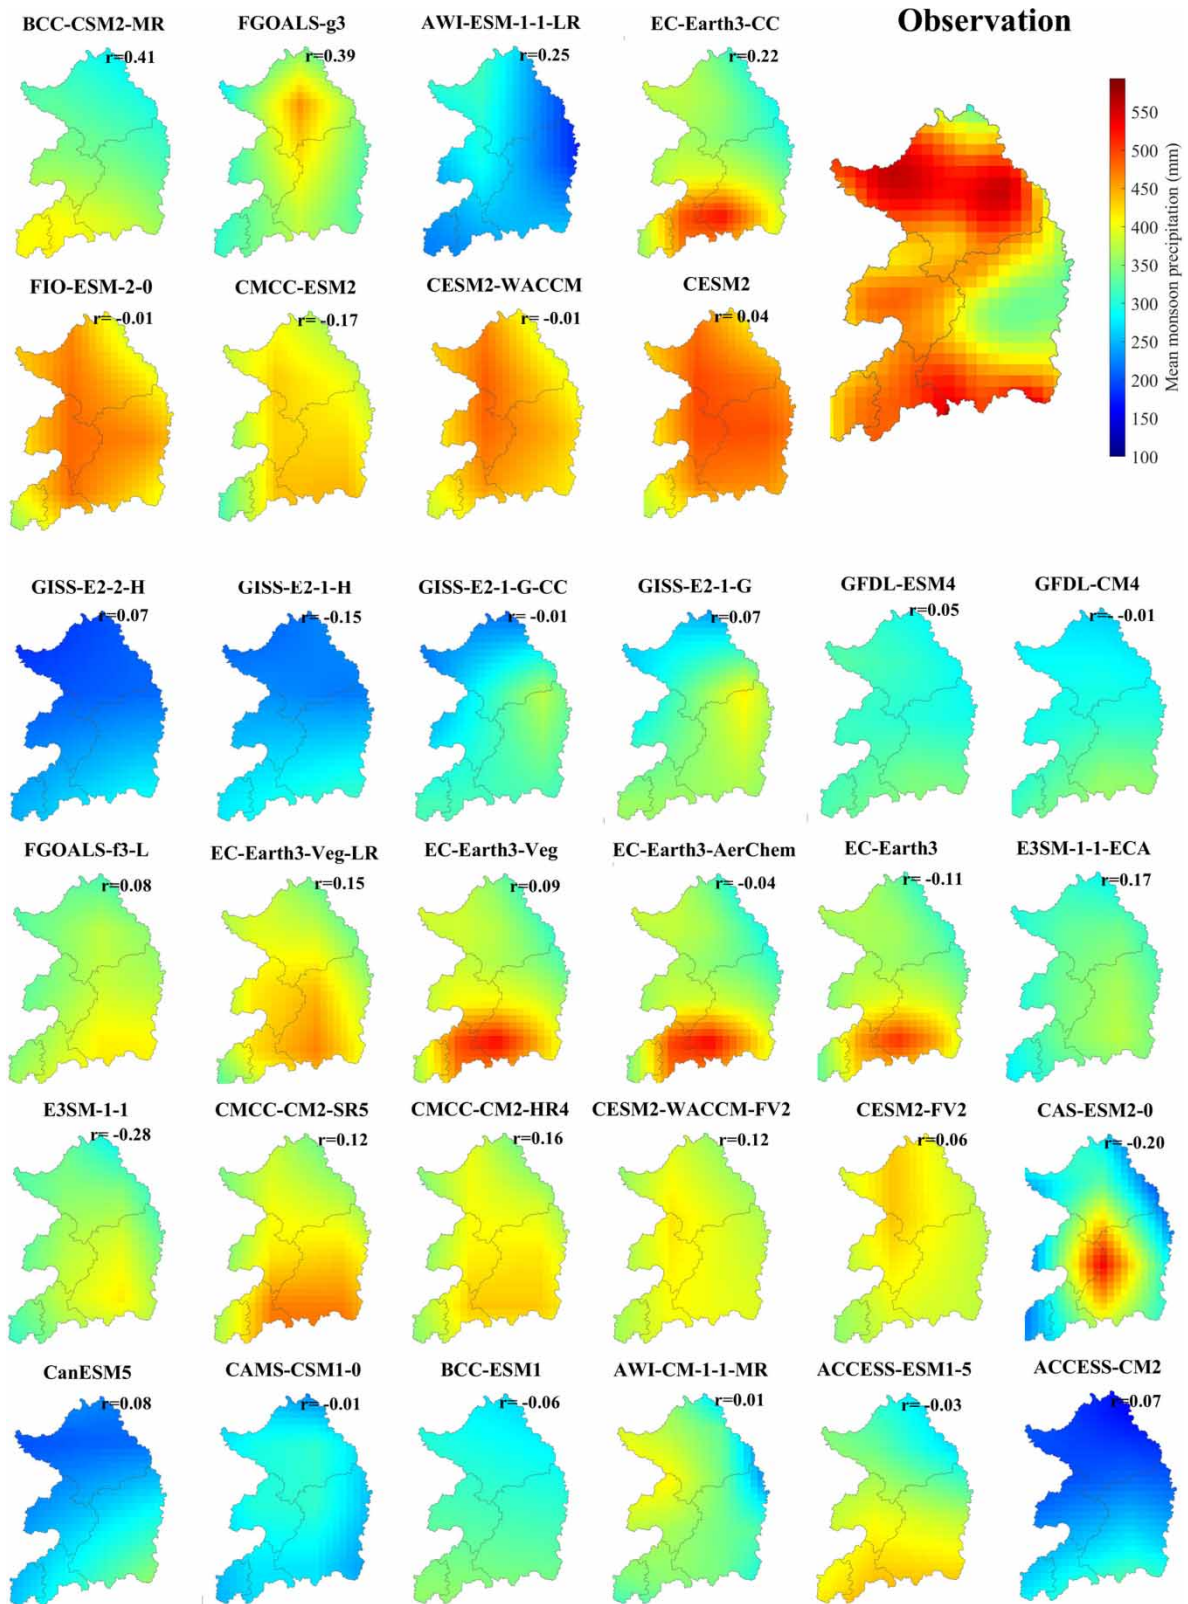 BCC-CSM2-MR FGOALS-g3 AWI-ESM-1-1-LR EC-Earth3-CC Observation
r=0.41 r=0.39 r=0.25 r=0.22
550
500
450
400
350
300
250
200
150
100
Mean monsoon precipitation (mm)
FIO-ESM-2-0 CMCC-ESM2 CESM2-WACCM CESM2
r= -0.01 r= -0.17 r= -0.01 r= 0.04
GISS-E2-2-H GISS-E2-1-H GISS-E2-1-G-CC GISS-E2-1-G GFDL-ESM4 GFDL-CM4
r=0.07 r= -0.15 r= -0.01 r=0.07 r=0.05 r= -0.01
FGOALS-f3-L EC-Earth3-Veg-LR EC-Earth3-Veg EC-Earth3-AerChem EC-Earth3 E3SM-1-1-ECA
r=0.08 r=0.15 r=0.09 r= -0.04 r= -0.11 r=0.17
E3SM-1-1 CMCC-CM2-SR5 CMCC-CM2-HR4 CESM2-WACCM-FV2 CESM2-FV2 CAS-ESM2-0
r= -0.28 r=0.12 r=0.16 r=0.12 r=0.06 r= -0.20
CanESM5 CAMS-CSM1-0 BCC-ESM1 AWI-CM-1-1-MR ACCESS-ESM1-5 ACCESS-CM2
r=0.08 r= -0.01 r= -0.06 r=0.01 r= -0.03 r=0.07